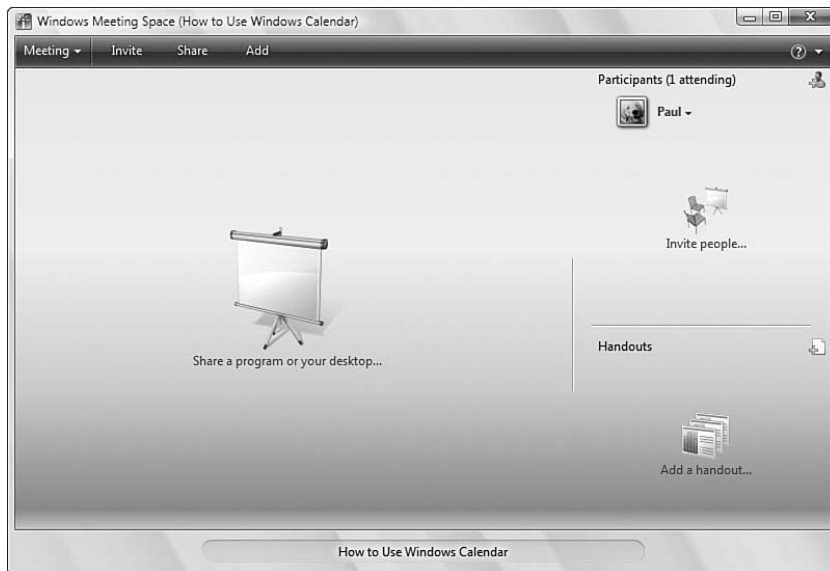 Windows Meeting Space (How to Use Windows Calendar)
Meeting Invite Share Add
Participants (1 attending)
Paul
Invite people...
Share a program or your desktop...
Handouts
Add a handout...
How to Use Windows Calendar